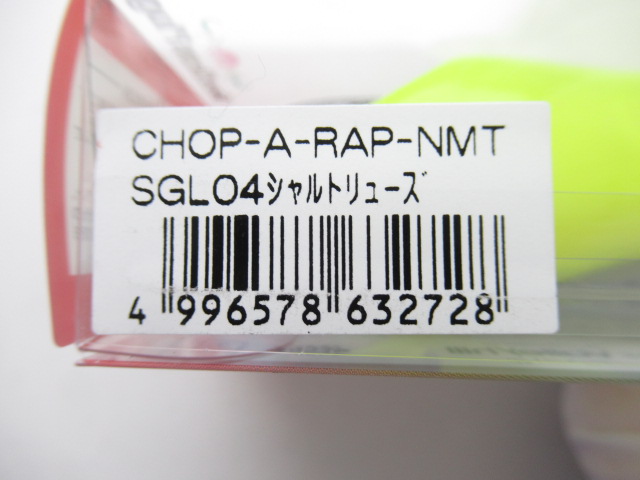 CHOP-A-RAP-NMT
SGL04ｼｬﾙﾄﾘｭｰｽﾞ
4 996578 632728